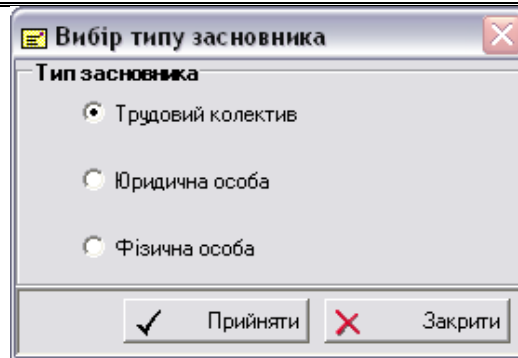 Вибір типу засновника
Тип засновника
Трудовий колектив
Юридична особа
Фізична особа
Прийняти Закрити